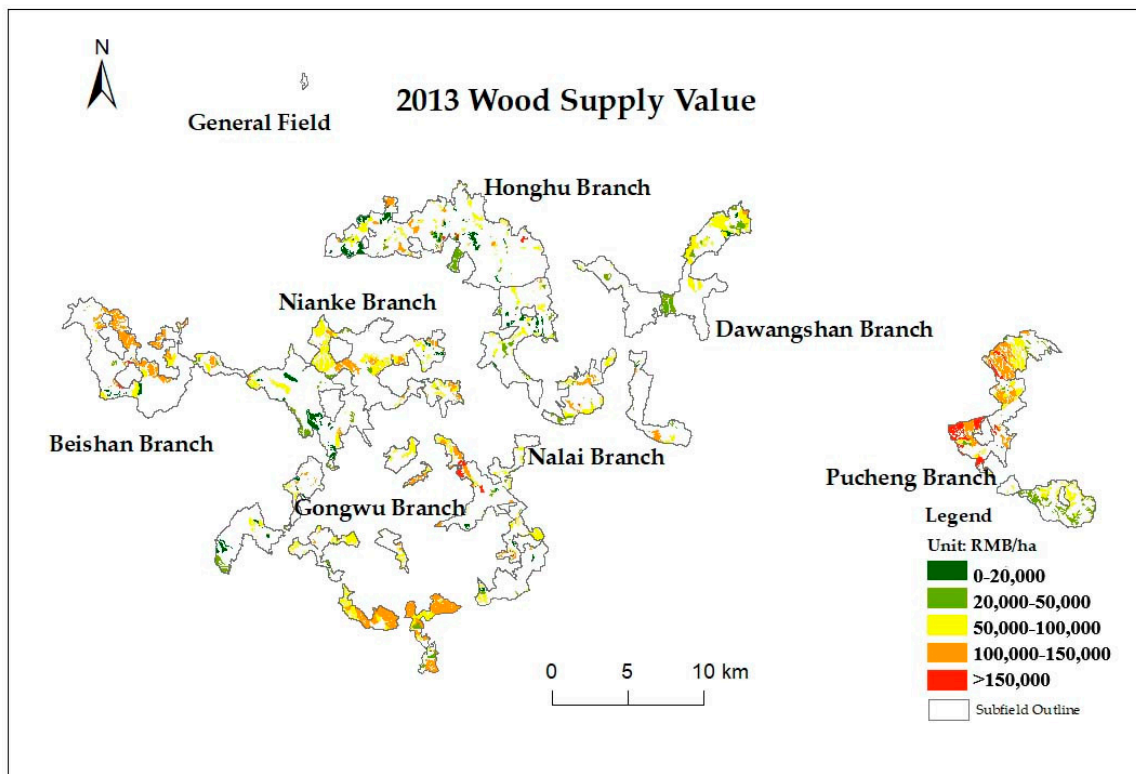 N
2013 Wood Supply Value
General Field
Honghu Branch
Nianke Branch
Dawangshan Branch
Beishan Branch
Nalai Branch
Pucheng Branch
Gongwu Branch
Legend
Unit: RMB/ha
0-20,000
20,000-50,000
50,000-100,000
100,000-150,000
>150,000
Subfield Outline
0 5 10 km